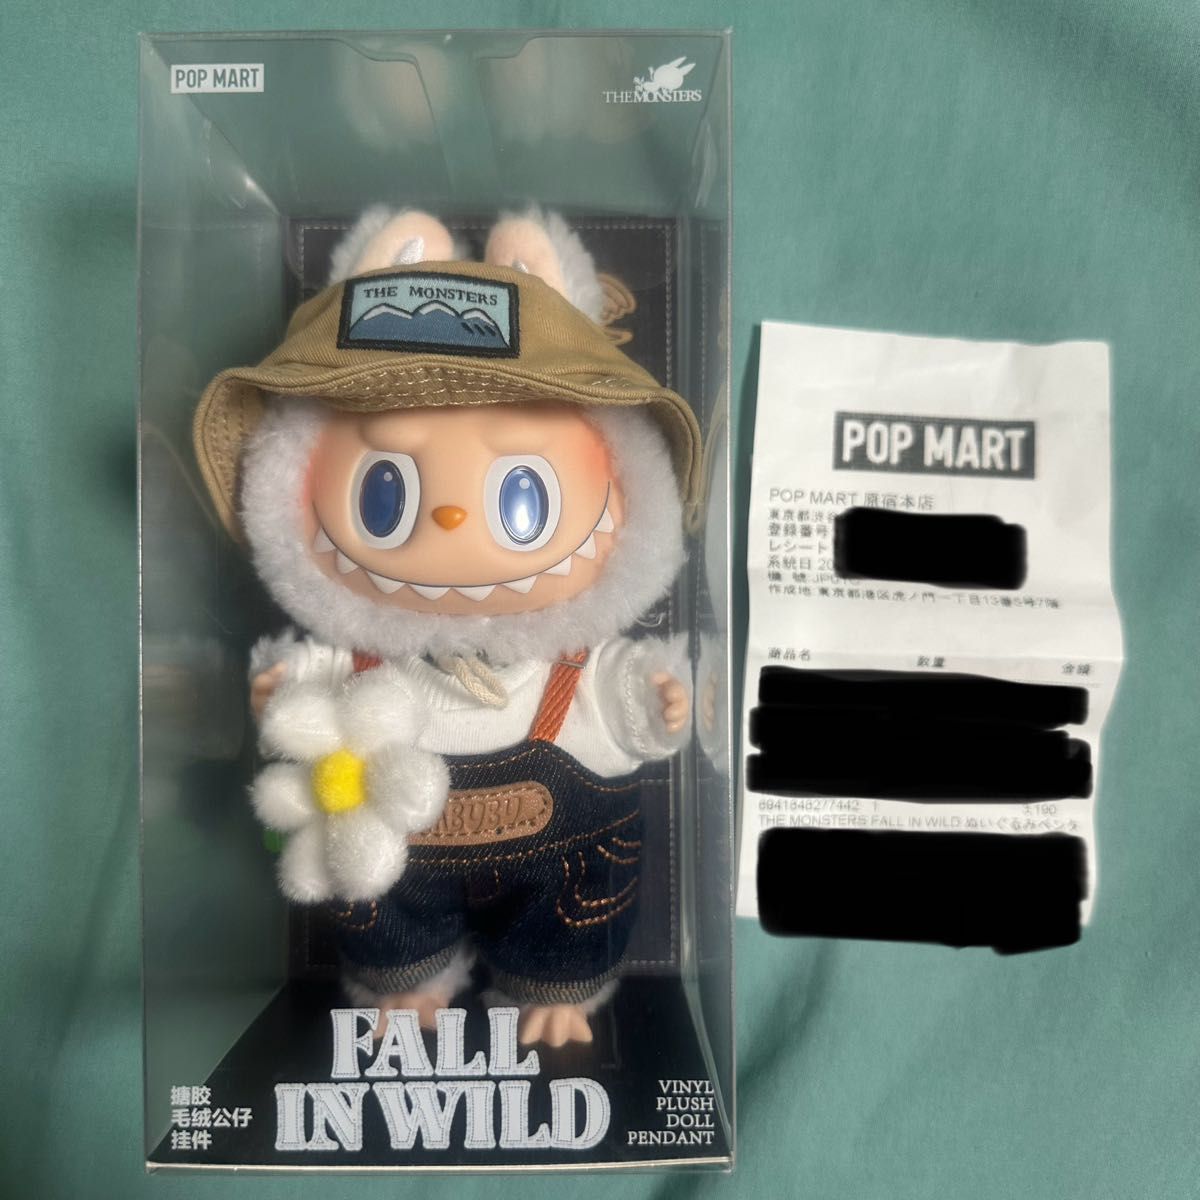 POP MART
THE MONSTERS
THE MONSTERS
FALL
IN WILD
搪胶
毛绒公仔
挂件
VINYL
PLUSH
DOLL
PENDANT
POP MART
POP MART 原宿本店
東京都渋谷
登録番号
レシート
系統日 20
機 號:JP
作成地:東京都港区虎ノ門一丁目13番5号7階
商品名 数量 金額
6941848277442 1 3,190
THE MONSTERS FALL IN WILD ぬいぐるみペンダ